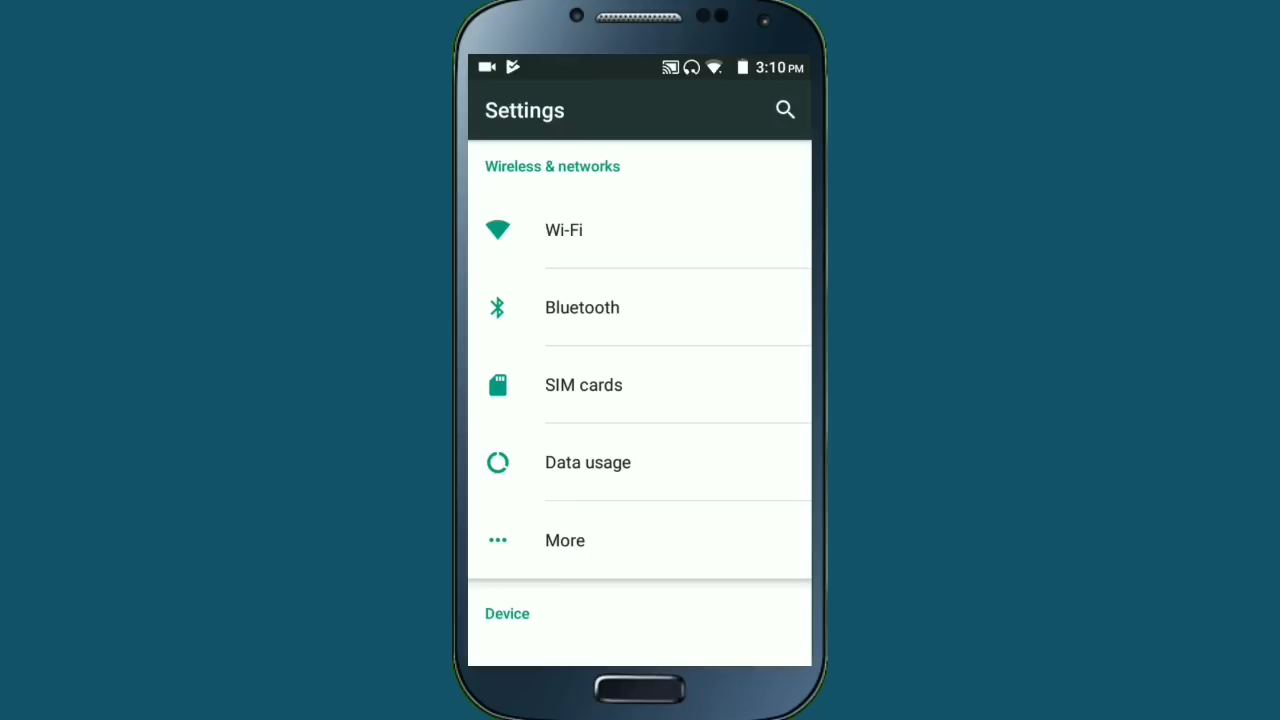 3:10 PM
Settings
Wireless & networks
Wi-Fi
Bluetooth
SIM cards
Data usage
More
Device